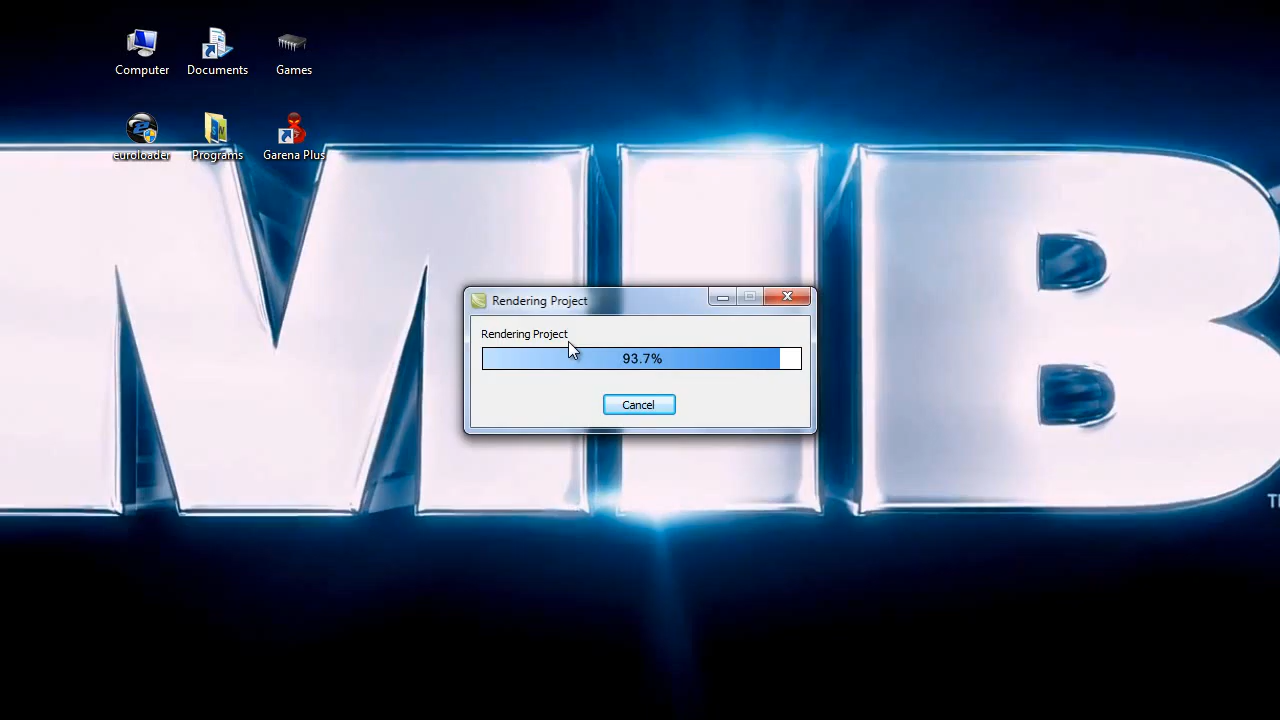 Computer
Documents
Games
euroloader
Programs
Garena Plus
MIB
Rendering Project
Rendering Project
93.7%
Cancel